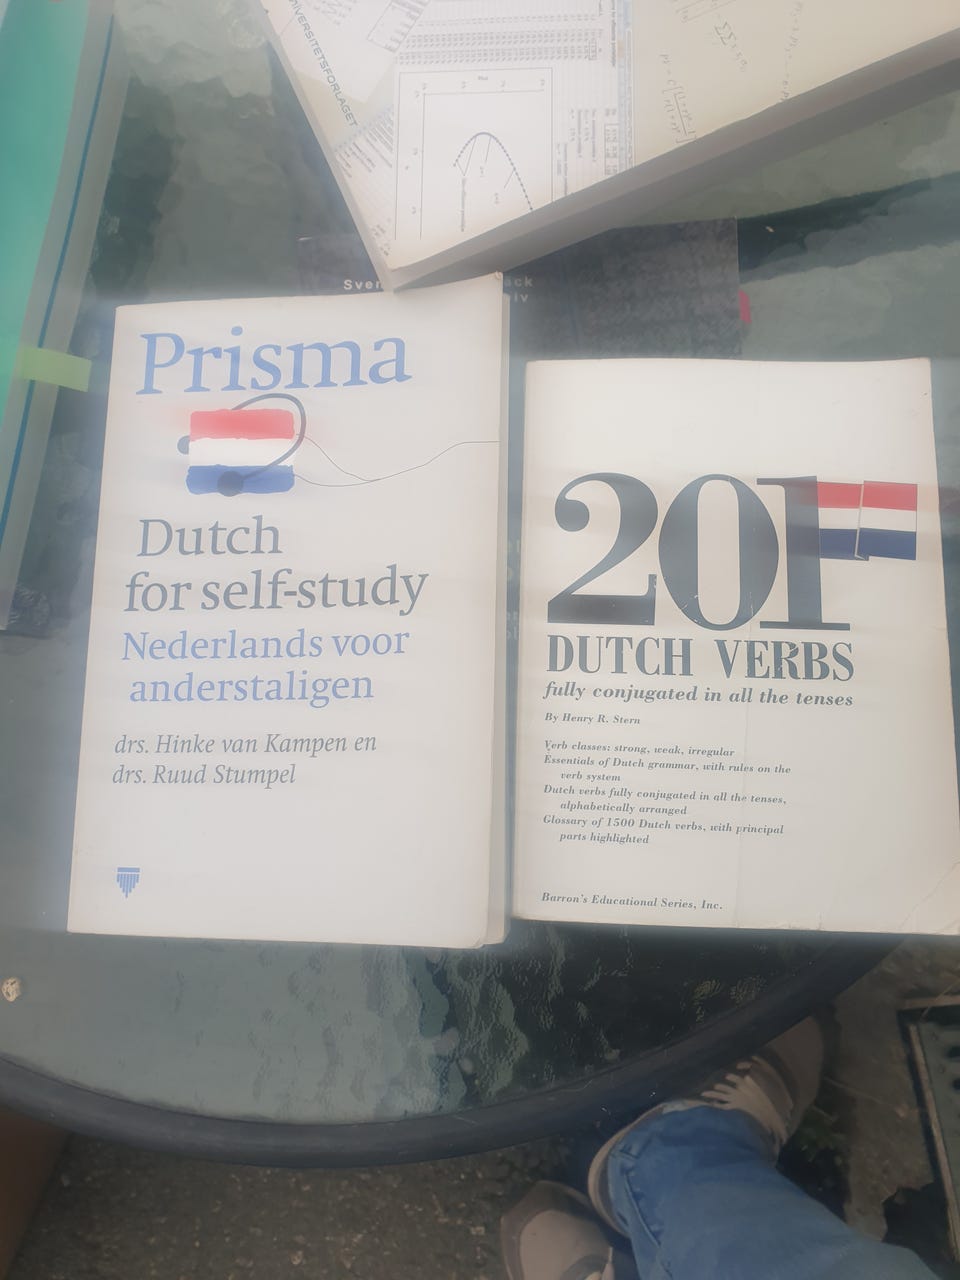 UNIVERSITETSFORLAGET
Prisma
Dutch
for self-study
Nederlands voor
anderstaligen
drs. Hinke van Kampen en
drs. Ruud Stumpel
201
DUTCH VERBS
fully conjugated in all the tenses
By Henry R. Stern
Verb classes: strong, weak, irregular
Essentials of Dutch grammar, with rules on the
verb system
Dutch verbs fully conjugated in all the tenses,
alphabetically arranged
Glossary of 1500 Dutch verbs, with principal
parts highlighted
Barron's Educational Series, Inc.